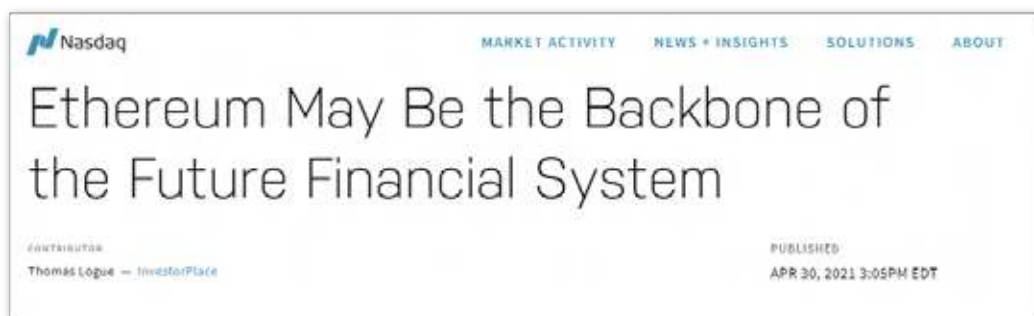 Nasdaq MARKET ACTIVITY NEWS + INSIGHTS SOLUTIONS ABOUT
Ethereum May Be the Backbone of
the Future Financial System
CONTRIBUTOR PUBLISHED
Thomas Logue — InvestorPlace APR 30, 2021 3:05PM EDT